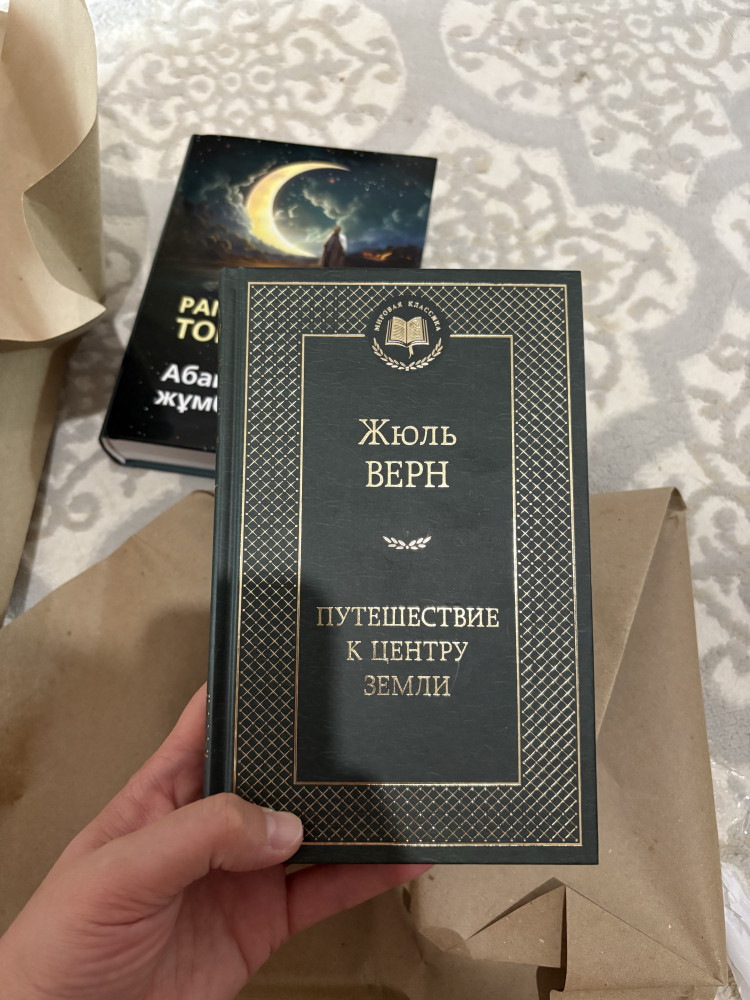 МИРОВАЯ КЛАССИКА
Жюль
ВЕРН
ПУТЕШЕСТВИЕ
К ЦЕНТРУ
ЗЕМЛИ